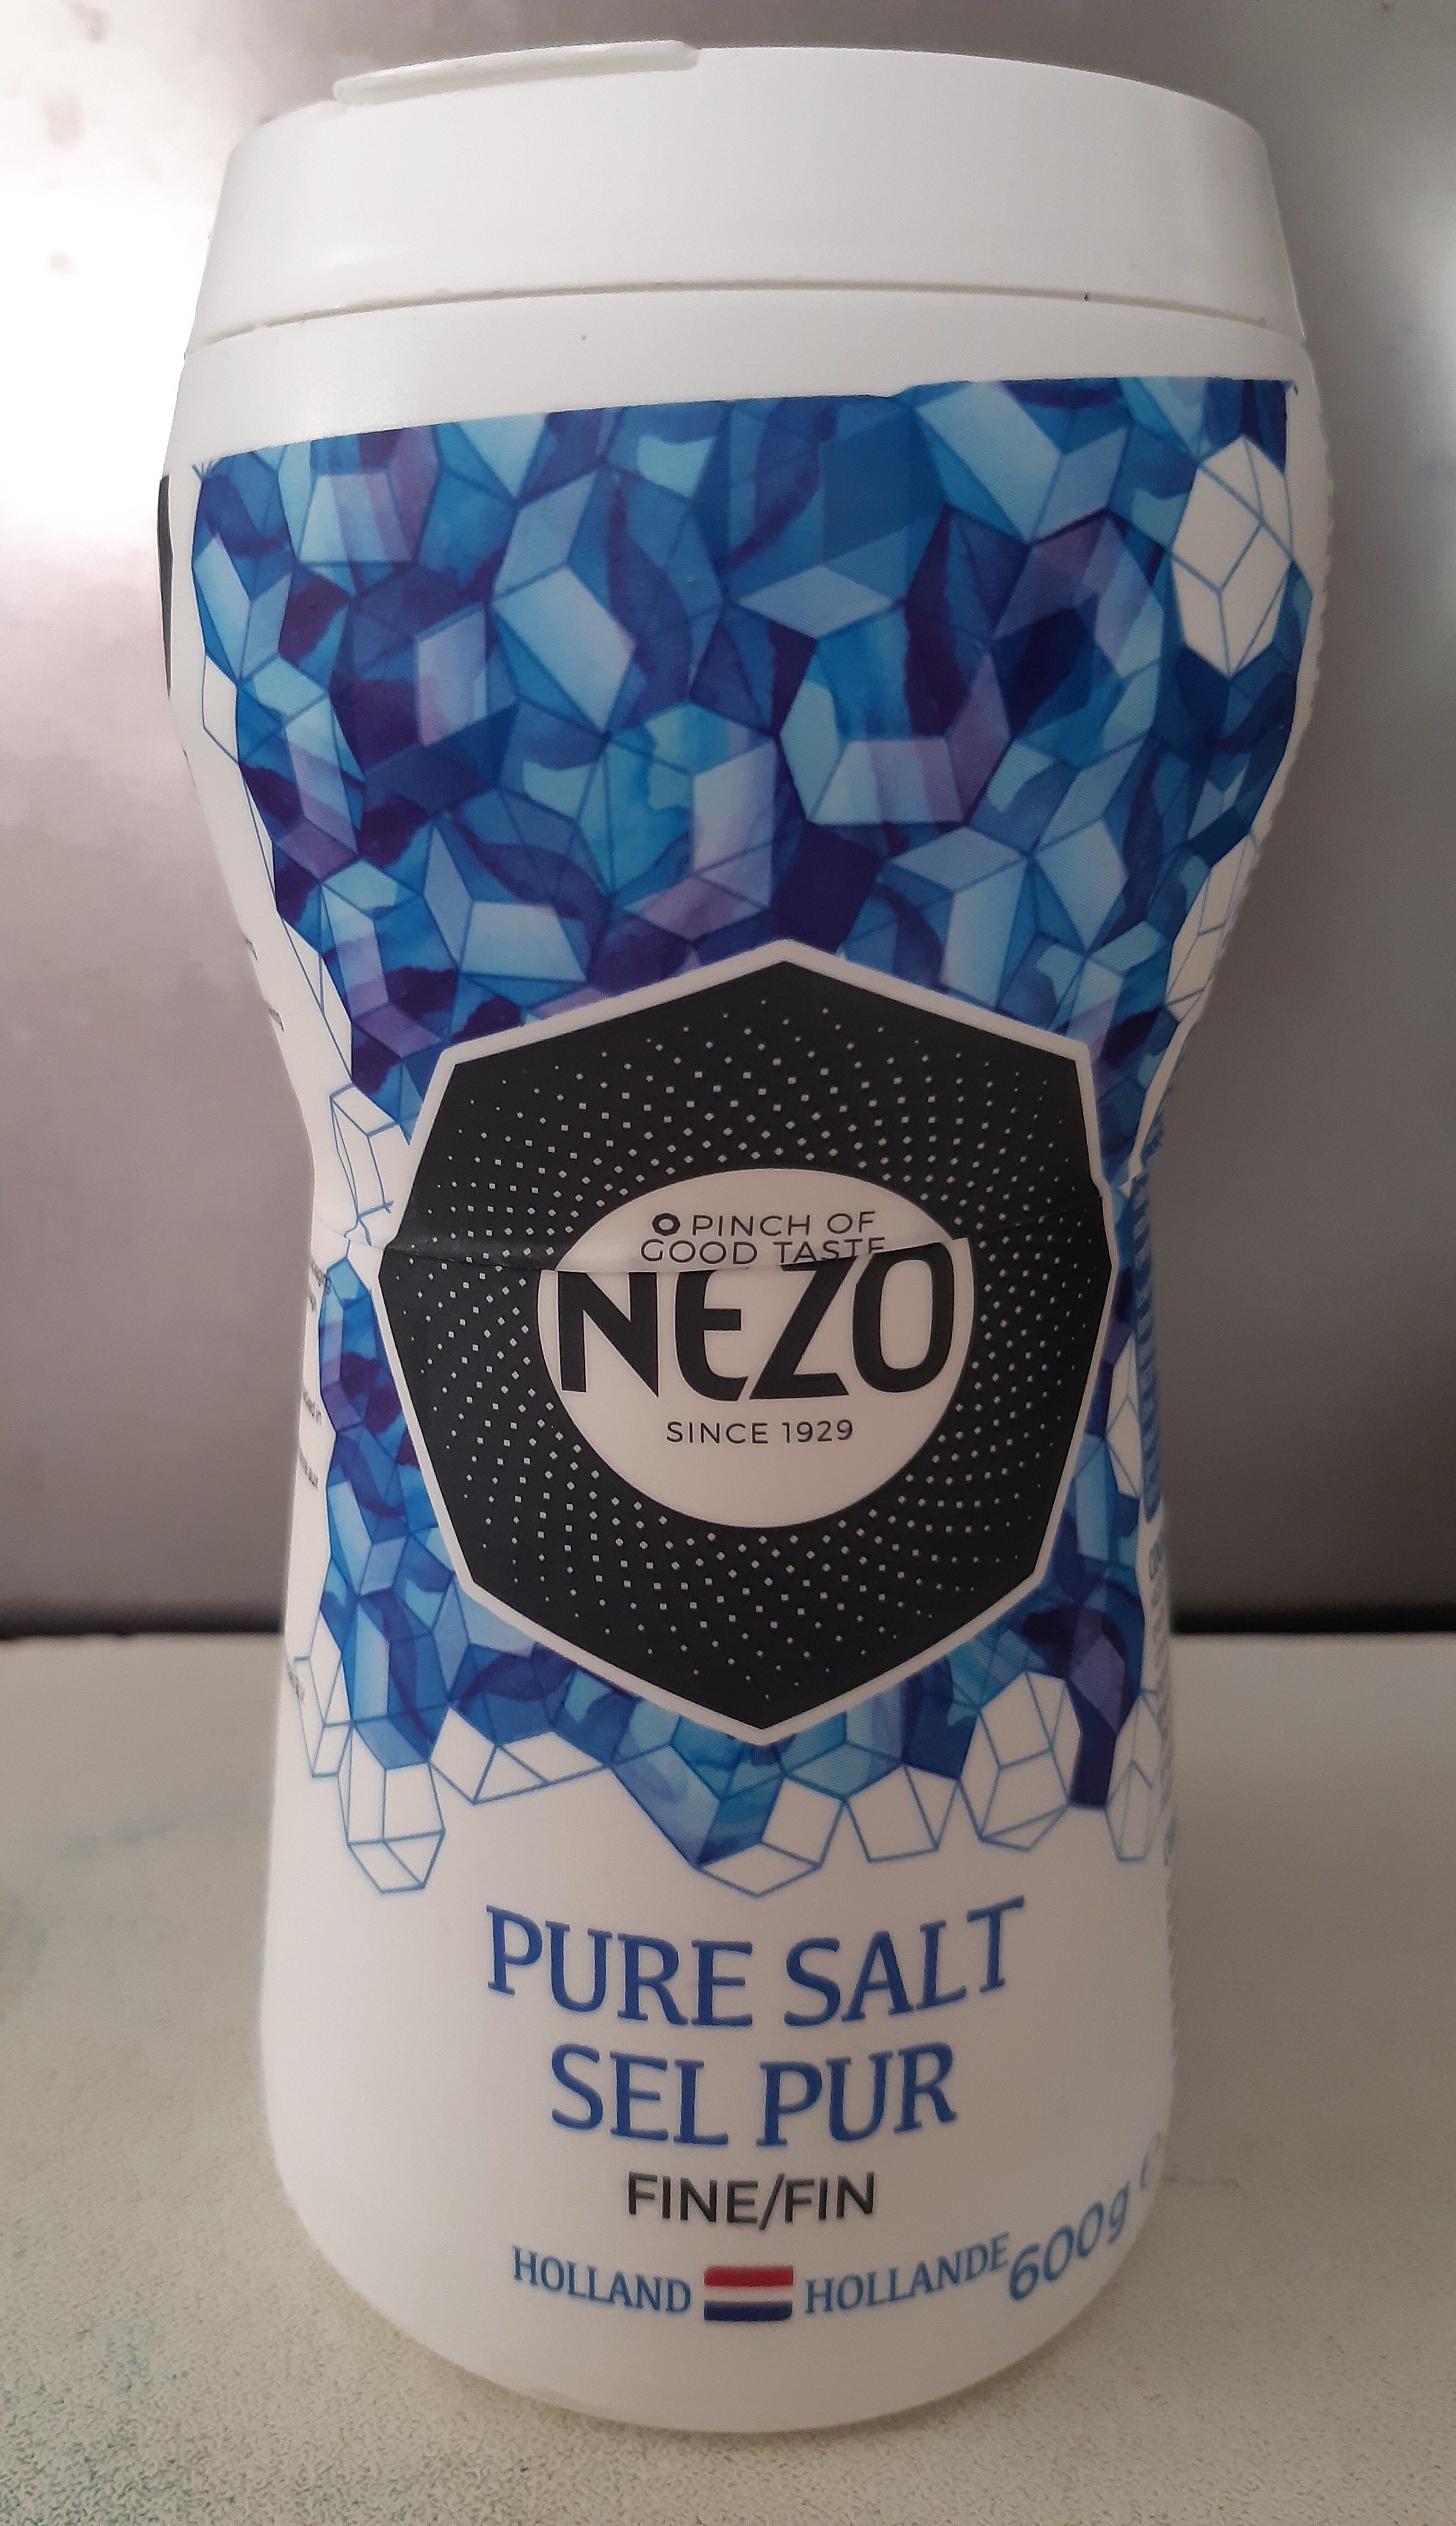 PINCH OF
GOOD TASTE
NEZO
SINCE 1929
PURE SALT
SEL PUR
FINE/FIN
HOLLAND HOLLANDE
600g